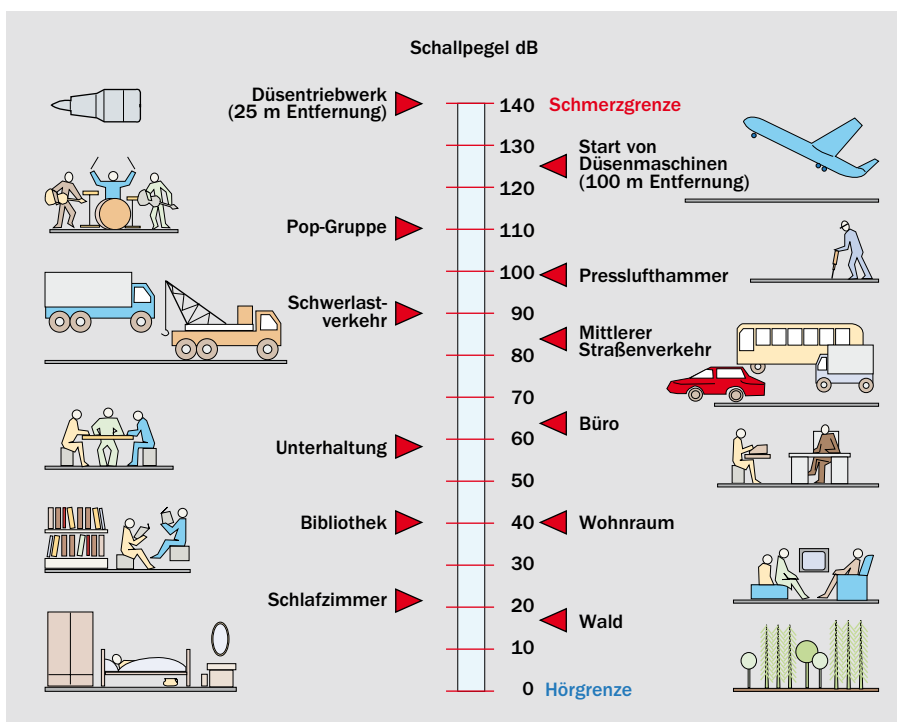 Schallpegel dB
Düsentriebwerk
(25 m Entfernung)
140 Schmerzgrenze
130
Start von
Düsenmaschinen
(100 m Entfernung)
120
Pop-Gruppe
110
100
Presslufthammer
Schwerlast-
verkehr
90
Mittlerer
Straßenverkehr
80
70
Büro
60
Unterhaltung
50
Bibliothek
40
Wohnraum
30
Schlafzimmer
20
Wald
10
0 Hörgrenze